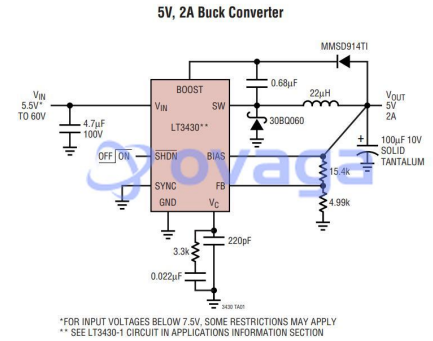 5V, 2A Buck Converter
MMSD914TI
BOOST
0.68µF
VIN
5.5V*
TO 60V
VIN
SW
22µH
VOUT
5V
2A
4.7µF
100V
LT3430**
30BQ060
100µF 10V
SOLID
TANTALUM
+
OFF ON
SHDN
BIAS
15.4k
ovaga
SYNC
FB
4.99k
GND
VC
3.3k
220pF
0.022µF
3430 TA01
*FOR INPUT VOLTAGES BELOW 7.5V, SOME RESTRICTIONS MAY APPLY
** SEE LT3430-1 CIRCUIT IN APPLICATIONS INFORMATION SECTION